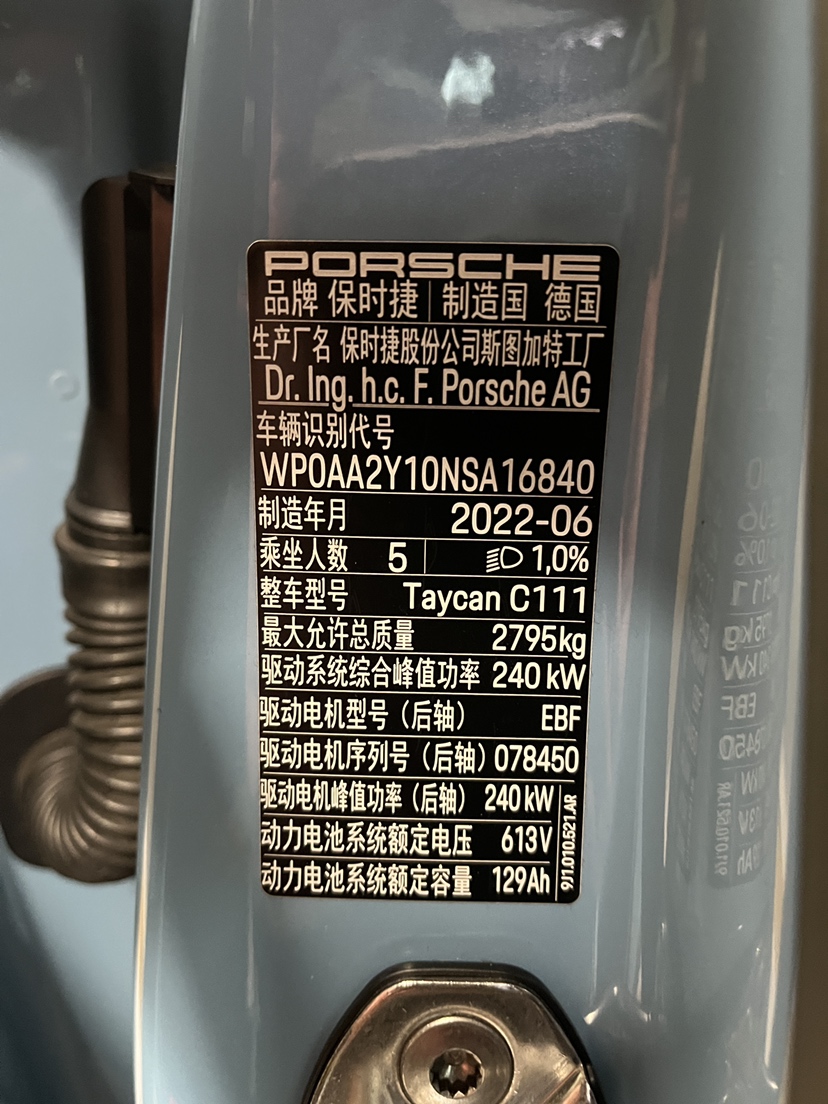 PORSCHE
品牌 保时捷 制造国 德国
生产厂名 保时捷股份公司斯图加特工厂
Dr. Ing. h.c. F. Porsche AG
车辆识别代号
WP0AA2Y10NSA16840
制造年月 2022-06
乘坐人数 5 1,0%
整车型号 Taycan C111
最大允许总质量 2795kg
驱动系统综合峰值功率 240 kW
驱动电机型号（后轴） EBF
驱动电机序列号（后轴） 078450
驱动电机峰值功率（后轴） 240 kW
动力电池系统额定电压 613V
动力电池系统额定容量 129Ah
9J1.010.521.AR